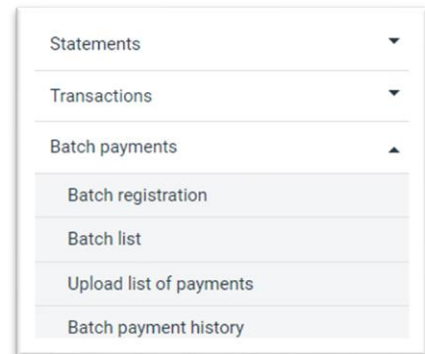 Statements
Transactions
Batch payments
Batch registration
Batch list
Upload list of payments
Batch payment history